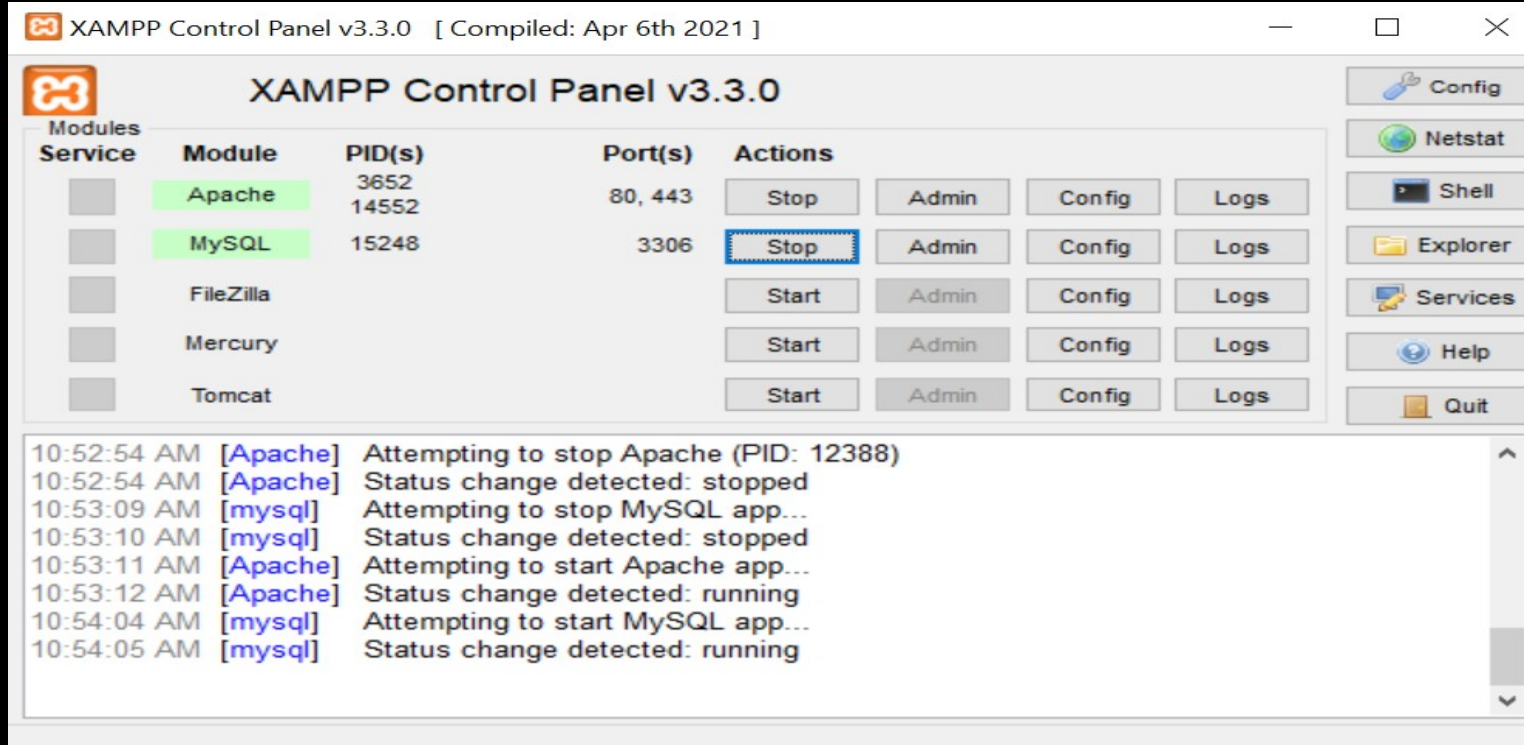 XAMPP Control Panel v3.3.0 [ Compiled: Apr 6th 2021 ]
XAMPP Control Panel v3.3.0
Config
Modules
Service Module PID(s) Port(s) Actions
Netstat
Apache 3652 14552 80, 443 Stop Admin Config Logs
Shell
MySQL 15248 3306 Stop Admin Config Logs
Explorer
FileZilla Start Admin Config Logs
Services
Mercury Start Admin Config Logs
Help
Tomcat Start Admin Config Logs
Quit
10:52:54 AM [Apache] Attempting to stop Apache (PID: 12388)
10:52:54 AM [Apache] Status change detected: stopped
10:53:09 AM [mysql] Attempting to stop MySQL app...
10:53:10 AM [mysql] Status change detected: stopped
10:53:11 AM [Apache] Attempting to start Apache app...
10:53:12 AM [Apache] Status change detected: running
10:54:04 AM [mysql] Attempting to start MySQL app...
10:54:05 AM [mysql] Status change detected: running